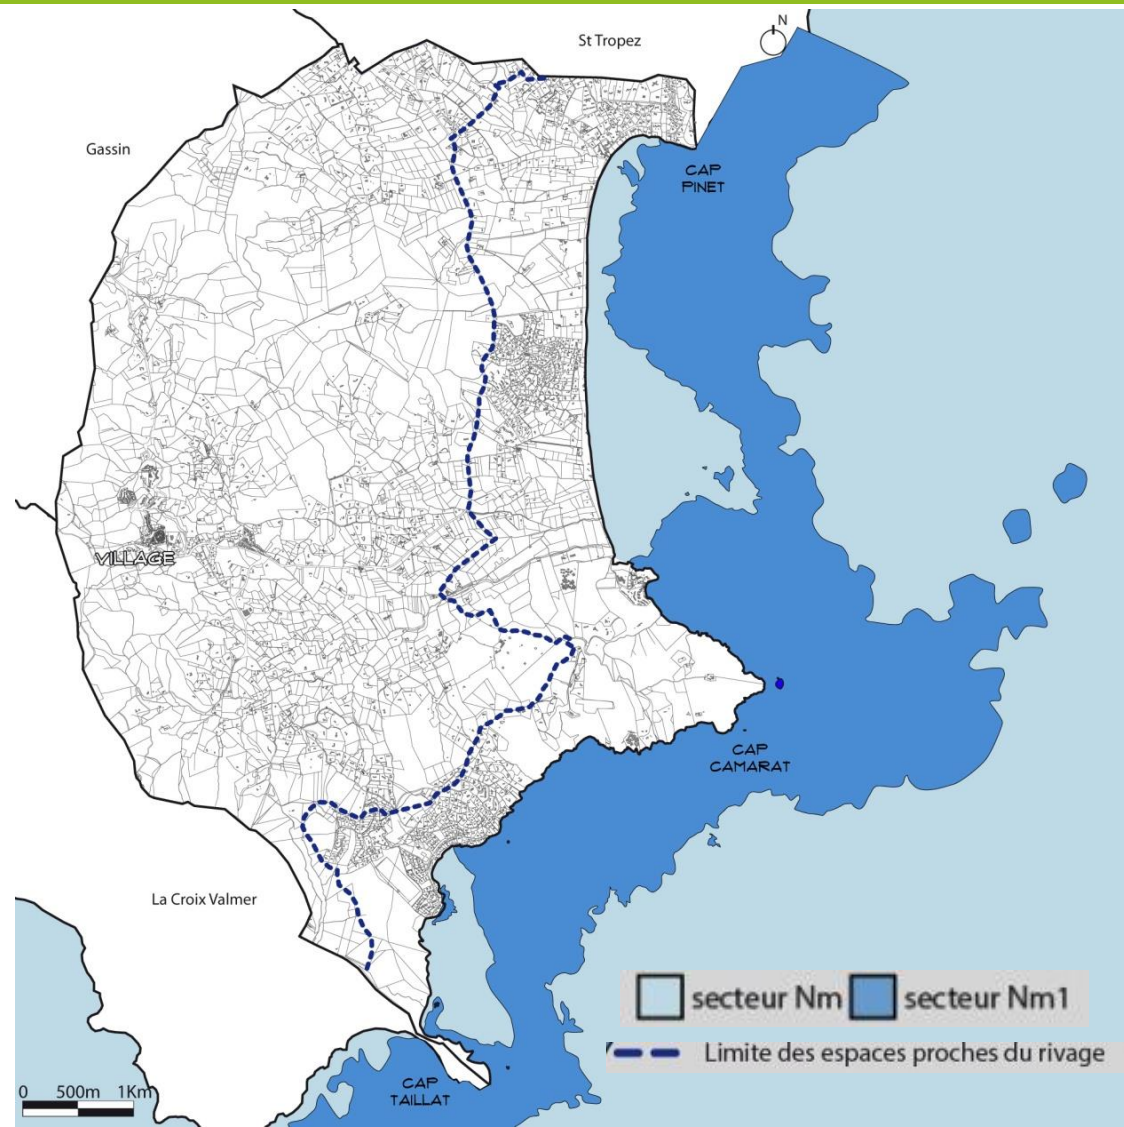 N
St Tropez
Gassin
CAP
PINET
VILLAGE
CAP
CAMARAT
La Croix Valmer
secteur Nm
secteur Nm1
Limite des espaces proches du rivage
CAP
TAILLAT
0 500m 1Km